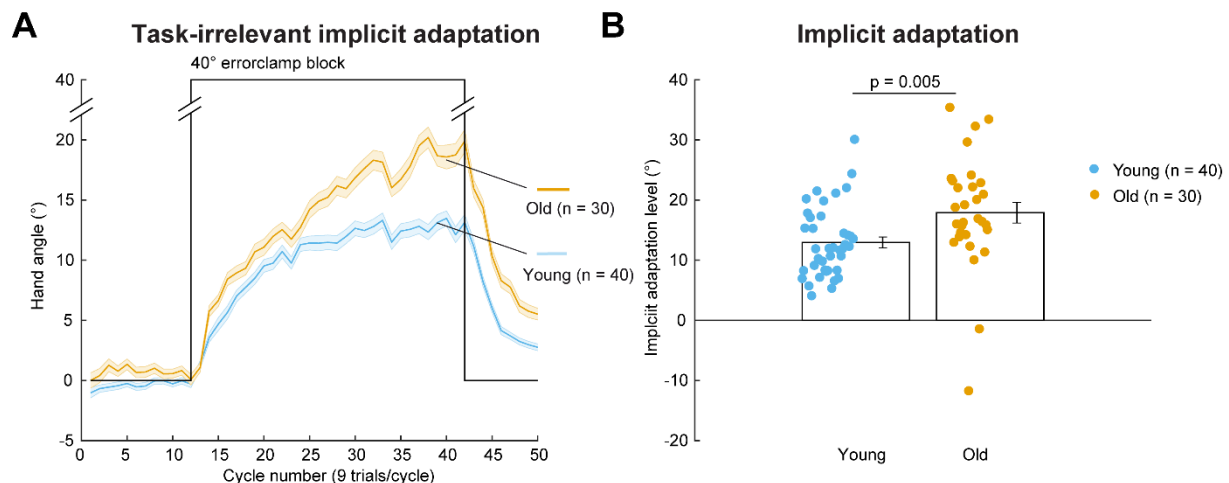 A
Task-irrelevant implicit adaptation
40° errorclamp block
40
20
15
10
5
0
-5
Hand angle (°)
Old (n = 30)
Young (n = 40)
0 5 10 15 20 25 30 35 40 45 50
Cycle number (9 trials/cycle)
B
Implicit adaptation
p = 0.005
40
30
20
10
0
-10
-20
Implciit adaptation level (°)
Young (n = 40)
Old (n = 30)
Young Old